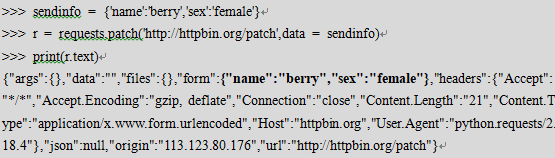 >>> sendinfo = {'name':'berry','sex':'female'}↵
>>> r = requests.patch('http://httpbin.org/patch',data = sendinfo)↵
>>> print(r.text)↵
{"args":{},"data":"","files":{},"form":{"name":"berry","sex":"female"},"headers":{"Accept":
"*/*","Accept.Encoding":"gzip, deflate","Connection":"close","Content.Length":"21","Content.T
ype":"application/x.www.form.urlencoded","Host":"httpbin.org","User.Agent":"python.requests/2.
18.4"},"json":null,"origin":"113.123.80.176","url":"http://httpbin.org/patch"}↵